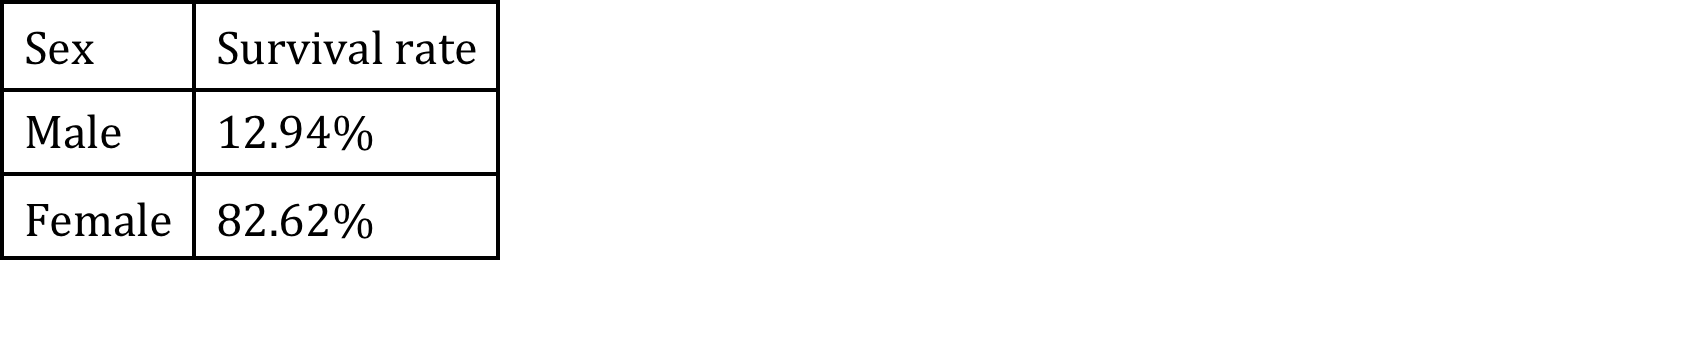 Sex Survival rate
Male 12.94%
Female 82.62%